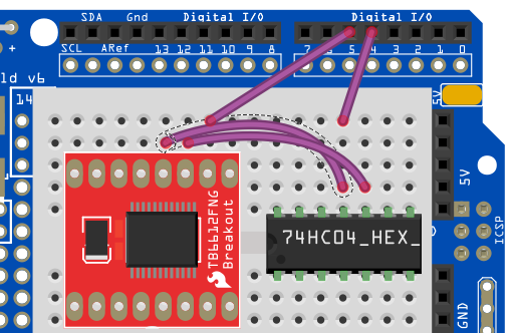 SDA Gnd Digital I/O Digital I/O
SCL ARef 13 12 11 10 9 8 7 6 5 4 3 2 1 0
ld v6
14
5V
5V
ICSP
GND
TB6612FNG
Breakout
74HC04_HEX_